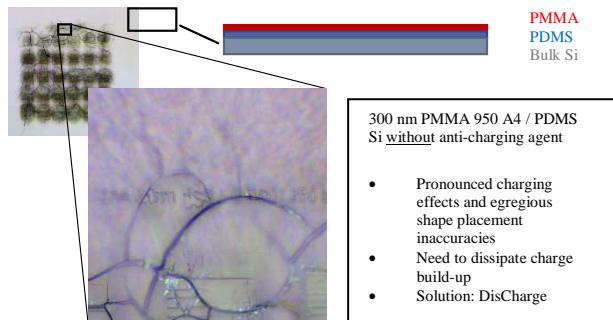 PMMA
PDMS
Bulk Si
300 nm PMMA 950 A4 / PDMS
Si without anti-charging agent
• Pronounced charging
effects and egregious
shape placement
inaccuracies
• Need to dissipate charge
build-up
• Solution: DisCharge